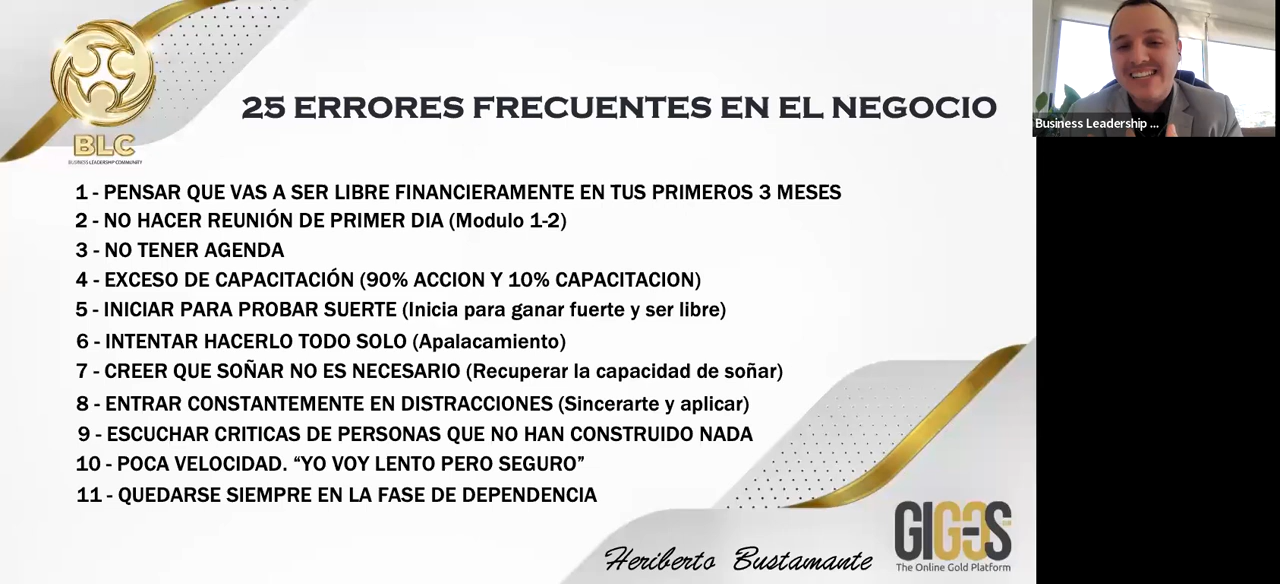 25 ERRORES FRECUENTES EN EL NEGOCIO
BLC
BUSINESS LEADERSHIP COMMUNITY
Business Leadership ...
1 - PENSAR QUE VAS A SER LIBRE FINANCIERAMENTE EN TUS PRIMEROS 3 MESES
2 - NO HACER REUNIÓN DE PRIMER DIA (Modulo 1-2)
3 - NO TENER AGENDA
4 - EXCESO DE CAPACITACIÓN (90% ACCION Y 10% CAPACITACION)
5 - INICIAR PARA PROBAR SUERTE (Inicia para ganar fuerte y ser libre)
6 - INTENTAR HACERLO TODO SOLO (Apalacamiento)
7 - CREER QUE SOÑAR NO ES NECESARIO (Recuperar la capacidad de soñar)
8 - ENTRAR CONSTANTEMENTE EN DISTRACCIONES (Sincerarte y aplicar)
9 - ESCUCHAR CRITICAS DE PERSONAS QUE NO HAN CONSTRUIDO NADA
10 - POCA VELOCIDAD. “YO VOY LENTO PERO SEGURO”
11 - QUEDARSE SIEMPRE EN LA FASE DE DEPENDENCIA
Heriberto Bustamante
GIGOS
The Online Gold Platform